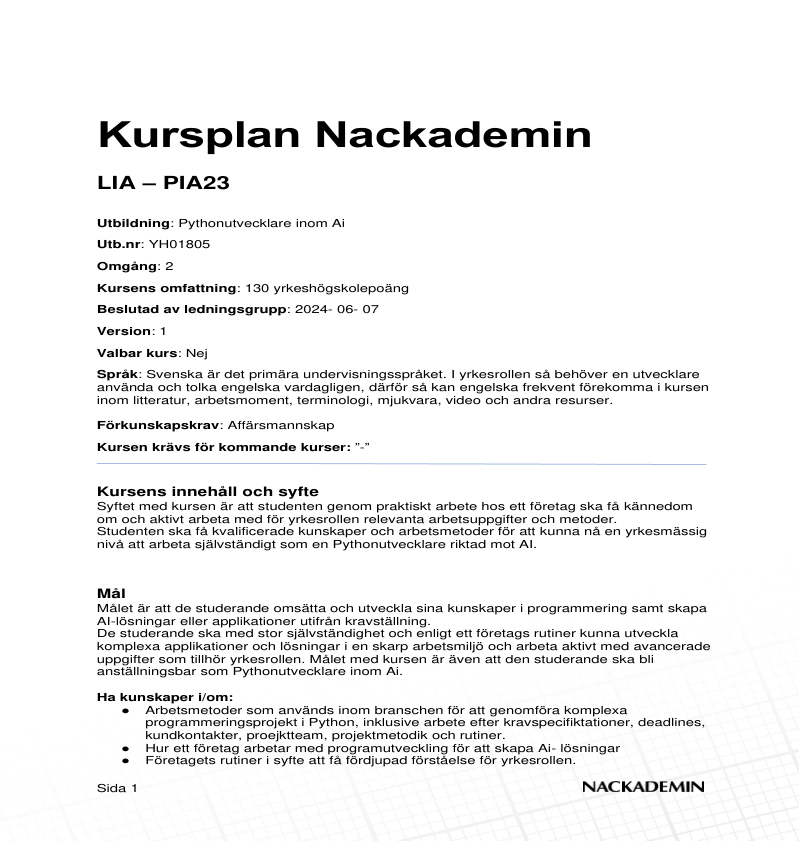 Kursplan Nackademin
LIA – PIA23
Utbildning: Pythonutvecklare inom Ai
Utb.nr: YH01805
Omgång: 2
Kursens omfattning: 130 yrkeshögskolepoäng
Beslutad av ledningsgrupp: 2024- 06- 07
Version: 1
Valbar kurs: Nej
Språk: Svenska är det primära undervisningsspråket. I yrkesrollen så behöver en utvecklare
använda och tolka engelska vardagligen, därför så kan engelska frekvent förekomma i kursen
inom litteratur, arbetsmoment, terminologi, mjukvara, video och andra resurser.
Förkunskapskrav: Affärsmannskap
Kursen krävs för kommande kurser: ”-”
Kursens innehåll och syfte
Syftet med kursen är att studenten genom praktiskt arbete hos ett företag ska få kännedom
om och aktivt arbeta med för yrkesrollen relevanta arbetsuppgifter och metoder.
Studenten ska få kvalificerade kunskaper och arbetsmetoder för att kunna nå en yrkesmässig
nivå att arbeta självständigt som en Pythonutvecklare riktad mot AI.
Mål
Målet är att de studerande omsätta och utveckla sina kunskaper i programmering samt skapa
AI-lösningar eller applikationer utifrån kravställning.
De studerande ska med stor självständighet och enligt ett företags rutiner kunna utveckla
komplexa applikationer och lösningar i en skarp arbetsmiljö och arbeta aktivt med avancerade
uppgifter som tillhör yrkesrollen. Målet med kursen är även att den studerande ska bli
anställningsbar som Pythonutvecklare inom Ai.
Ha kunskaper i/om:
● Arbetsmetoder som används inom branschen för att genomföra komplexa
programmeringsprojekt i Python, inklusive arbete efter kravspecifiktationer, deadlines,
kundkontakter, proejktteam, projektmetodik och rutiner.
● Hur ett företag arbetar med programutveckling för att skapa Ai- lösningar
● Företagets rutiner i syfte att få fördjupad förståelse för yrkesrollen.
Sida 1
NACKADEMIN